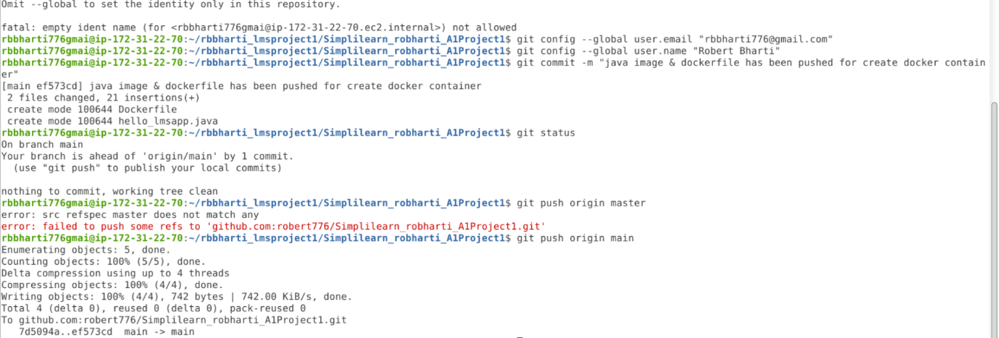 Omit --global to set the identity only in this repository.
fatal: empty ident name (for <rbbharti776gmai@ip-172-31-22-70.ec2.internal>) not allowed
rbbharti776gmai@ip-172-31-22-70:~/rbbharti_lmsproject1/Simplilearn_robharti_A1Project1$ git config --global user.email "rbbharti776@gmail.com"
rbbharti776gmai@ip-172-31-22-70:~/rbbharti_lmsproject1/Simplilearn_robharti_A1Project1$ git config --global user.name "Robert Bharti"
rbbharti776gmai@ip-172-31-22-70:~/rbbharti_lmsproject1/Simplilearn_robharti_A1Project1$ git commit -m "java image & dockerfile has been pushed for create docker contain
er"
[main ef573cd] java image & dockerfile has been pushed for create docker container
 2 files changed, 21 insertions(+)
 create mode 100644 Dockerfile
 create mode 100644 hello_lmsapp.java
rbbharti776gmai@ip-172-31-22-70:~/rbbharti_lmsproject1/Simplilearn_robharti_A1Project1$ git status
On branch main
Your branch is ahead of 'origin/main' by 1 commit.
  (use "git push" to publish your local commits)
nothing to commit, working tree clean
rbbharti776gmai@ip-172-31-22-70:~/rbbharti_lmsproject1/Simplilearn_robharti_A1Project1$ git push origin master
error: src refspec master does not match any
error: failed to push some refs to 'github.com:robert776/Simplilearn_robharti_A1Project1.git'
rbbharti776gmai@ip-172-31-22-70:~/rbbharti_lmsproject1/Simplilearn_robharti_A1Project1$ git push origin main
Enumerating objects: 5, done.
Counting objects: 100% (5/5), done.
Delta compression using up to 4 threads
Compressing objects: 100% (4/4), done.
Writing objects: 100% (4/4), 742 bytes | 742.00 KiB/s, done.
Total 4 (delta 0), reused 0 (delta 0), pack-reused 0
To github.com:robert776/Simplilearn_robharti_A1Project1.git
   7d5094a..ef573cd  main -> main